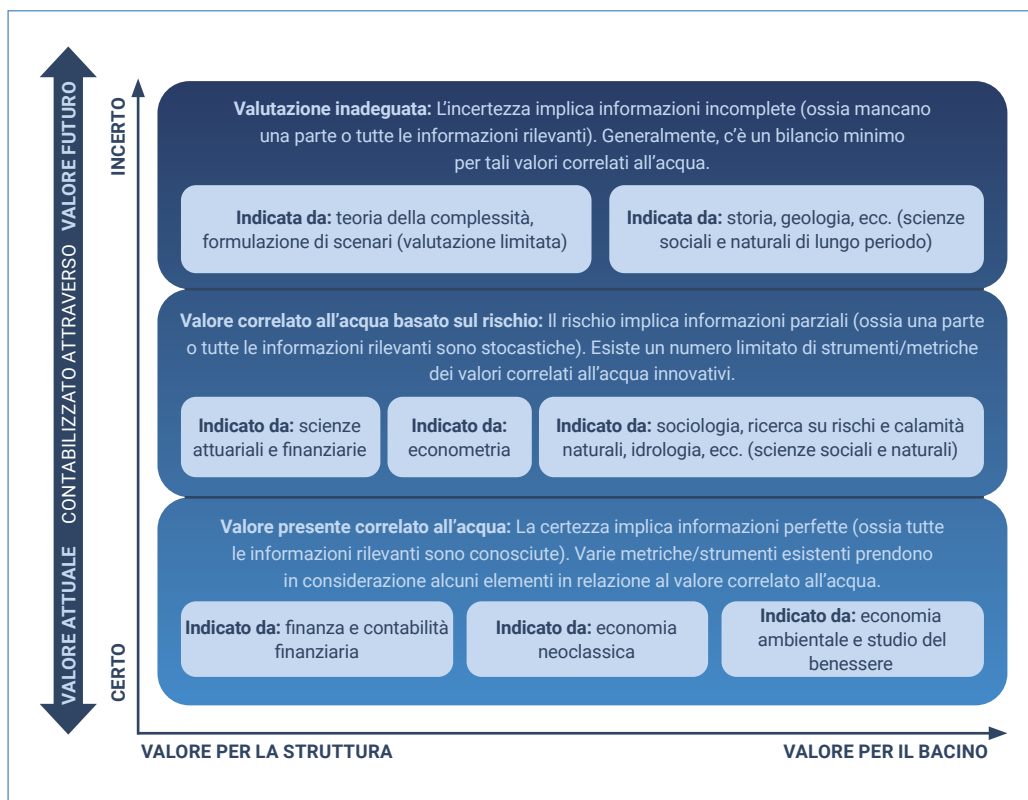 VALORE FUTURO
CONTABILIZZATO ATTRAVERSO
VALORE ATTUALE
INCERTO
CERTO
Valutazione inadeguata: L’incertezza implica informazioni incomplete (ossia mancano
una parte o tutte le informazioni rilevanti). Generalmente, c’è un bilancio minimo
per tali valori correlati all’acqua.
Indicata da: teoria della complessità,
formulazione di scenari (valutazione limitata)
Indicata da: storia, geologia, ecc. (scienze
sociali e naturali di lungo periodo)
Valore correlato all’acqua basato sul rischio: Il rischio implica informazioni parziali (ossia una parte
o tutte le informazioni rilevanti sono stocastiche). Esiste un numero limitato di strumenti/metriche
dei valori correlati all’acqua innovativi.
Indicato da: scienze
attuariali e finanziarie
Indicato da:
econometria
Indicato da: sociologia, ricerca su rischi e calamità
naturali, idrologia, ecc. (scienze sociali e naturali)
Valore presente correlato all’acqua: La certezza implica informazioni perfette (ossia tutte
le informazioni rilevanti sono conosciute). Varie metriche/strumenti esistenti prendono
in considerazione alcuni elementi in relazione al valore correlato all’acqua.
Indicato da: finanza e contabilità
finanziaria
Indicato da: economia
neoclassica
Indicato da: economia
ambientale e studio del
benessere
VALORE PER LA STRUTTURA
VALORE PER IL BACINO